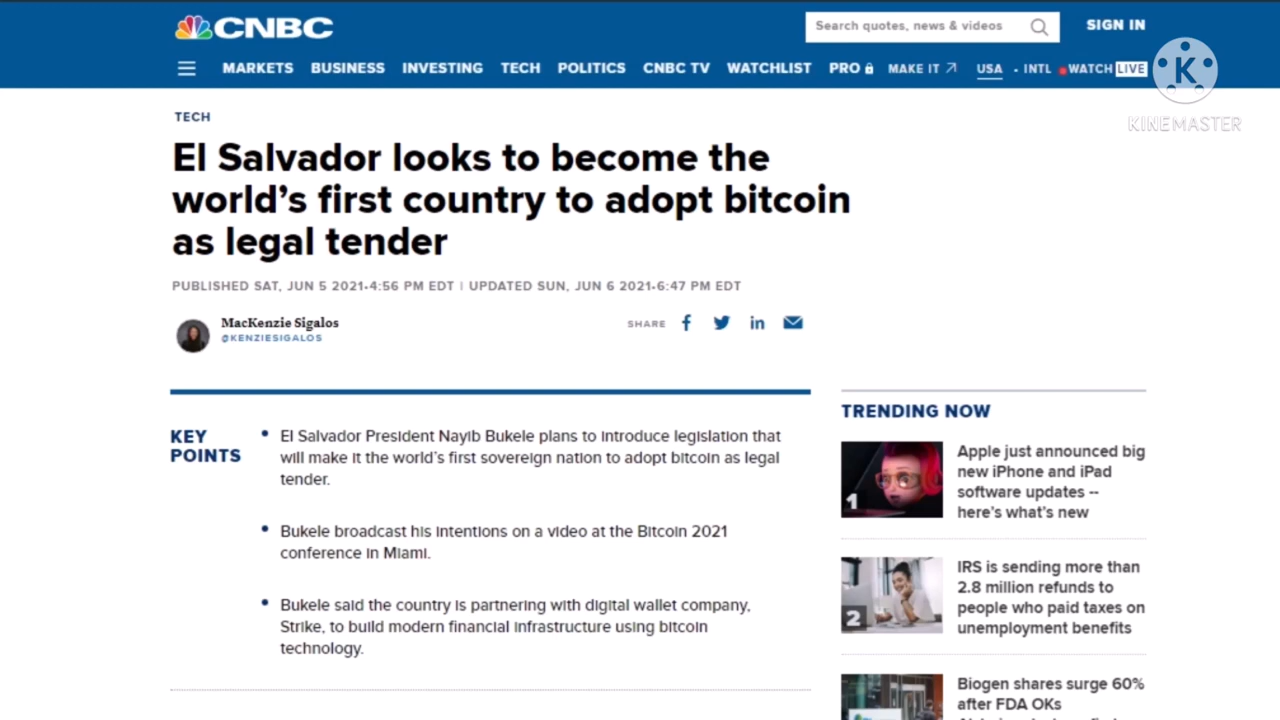 CNBC
Search quotes, news & videos
SIGN IN
MARKETS BUSINESS INVESTING TECH POLITICS CNBC TV WATCHLIST PRO MAKE IT USA • INTL WATCH LIVE
K
KINEMASTER
TECH
El Salvador looks to become the
world's first country to adopt bitcoin
as legal tender
PUBLISHED SAT, JUN 5 2021•4:56 PM EDT | UPDATED SUN, JUN 6 2021•6:47 PM EDT
MacKenzie Sigalos
@KENZIESIGALOS
SHARE
KEY
POINTS
• El Salvador President Nayib Bukele plans to introduce legislation that
will make it the world's first sovereign nation to adopt bitcoin as legal
tender.
• Bukele broadcast his intentions on a video at the Bitcoin 2021
conference in Miami.
• Bukele said the country is partnering with digital wallet company,
Strike, to build modern financial infrastructure using bitcoin
technology.
TRENDING NOW
1
Apple just announced big
new iPhone and iPad
software updates --
here's what's new
2
IRS is sending more than
2.8 million refunds to
people who paid taxes on
unemployment benefits
Biogen shares surge 60%
after FDA OKs